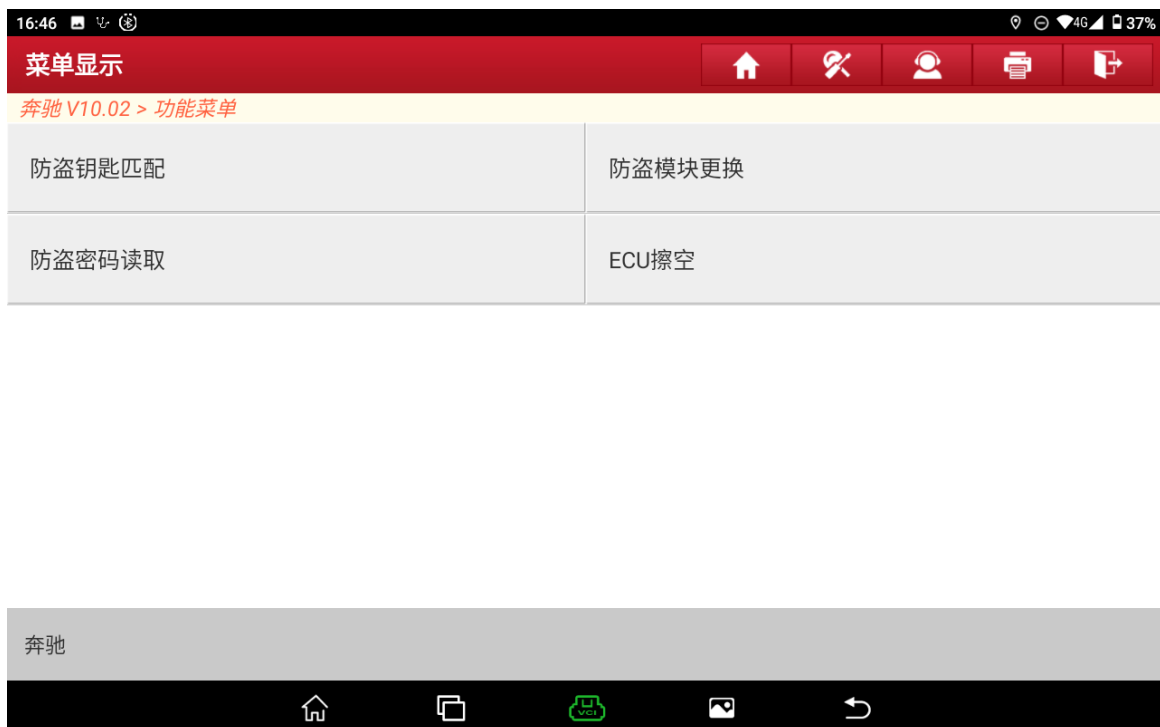 16:46 4G 37%
菜单显示
奔驰 V10.02 > 功能菜单
防盗钥匙匹配 防盗模块更换
防盗密码读取 ECU擦空
奔驰
VCI